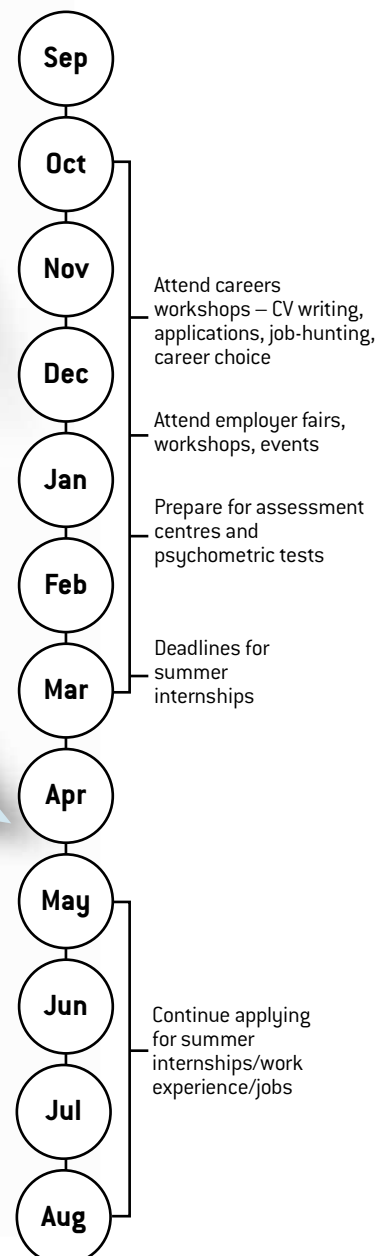 Sep
Oct
Nov
Attend careers
workshops – CV writing,
applications, job-hunting,
career choice
Dec
Attend employer fairs,
workshops, events
Jan
Prepare for assessment
centres and
psychometric tests
Feb
Deadlines for
summer
internships
Mar
Apr
May
Jun
Continue applying
for summer
internships/work
experience/jobs
Jul
Aug